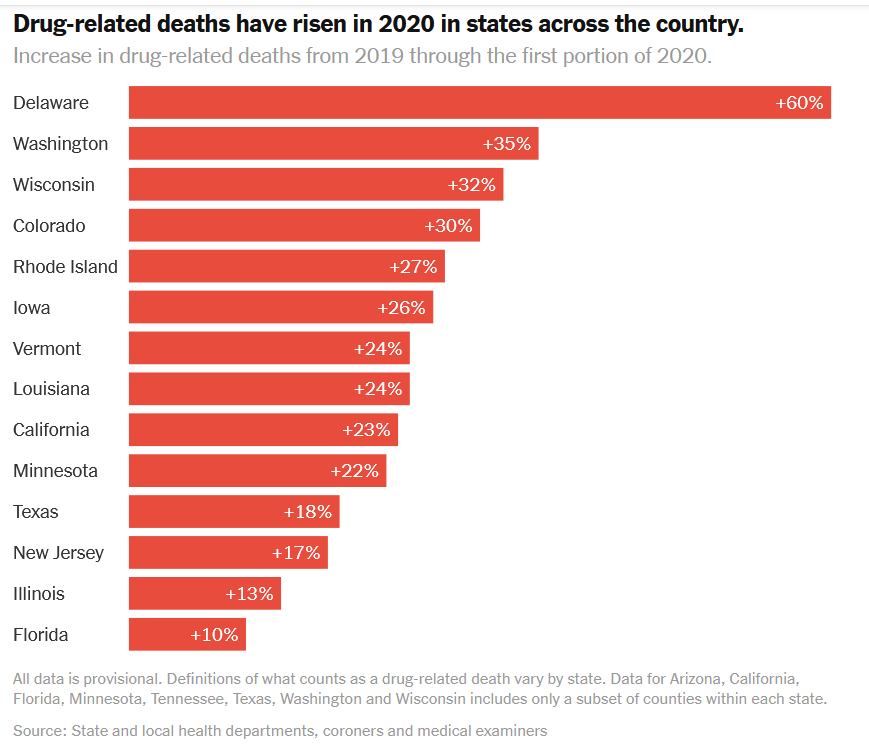 Drug-related deaths have risen in 2020 in states across the country.
Increase in drug-related deaths from 2019 through the first portion of 2020.
Delaware +60%
Washington +35%
Wisconsin +32%
Colorado +30%
Rhode Island +27%
Iowa +26%
Vermont +24%
Louisiana +24%
California +23%
Minnesota +22%
Texas +18%
New Jersey +17%
Illinois +13%
Florida +10%
All data is provisional. Definitions of what counts as a drug-related death vary by state. Data for Arizona, California,
Florida, Minnesota, Tennessee, Texas, Washington and Wisconsin includes only a subset of counties within each state.
Source: State and local health departments, coroners and medical examiners